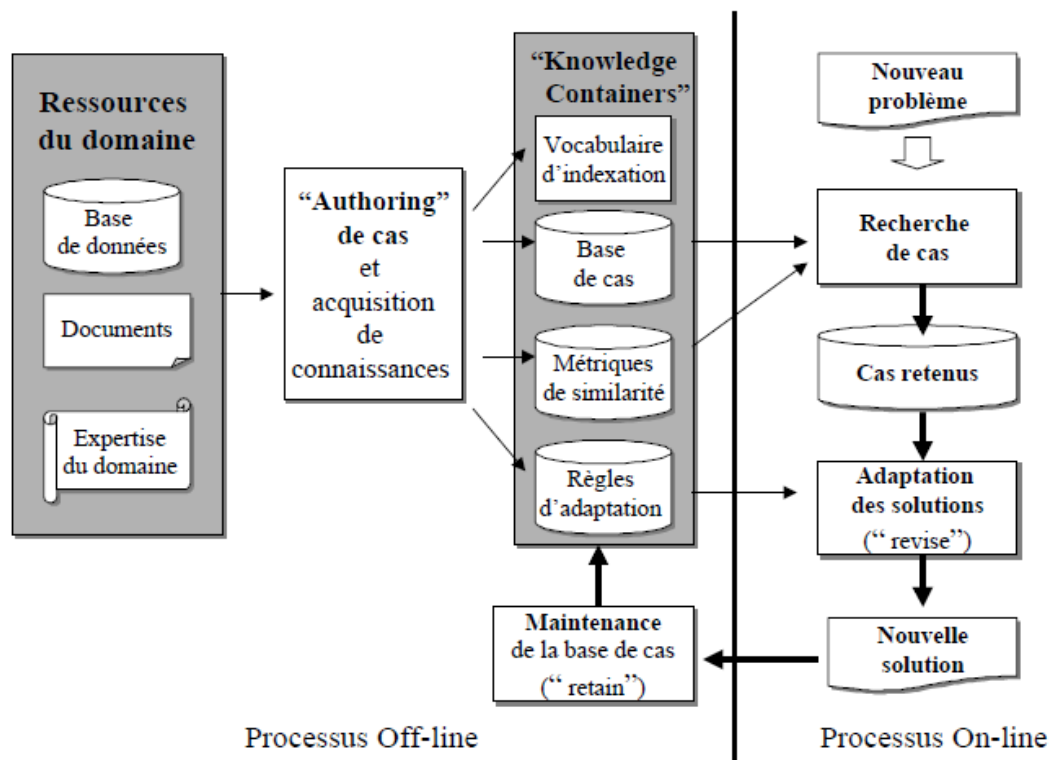 Ressources
du domaine
Base
de données
Documents
Expertise
du domaine
“Authoring”
de cas
et
acquisition
de
connaissances
“Knowledge
Containers”
Vocabulaire
d’indexation
Base
de cas
Métriques
de similarité
Règles
d’adaptation
Maintenance
de la base de cas
(“ retain”)
Nouveau
problème
Recherche
de cas
Cas retenus
Adaptation
des solutions
(“ revise”)
Nouvelle
solution
Processus Off-line
Processus On-line